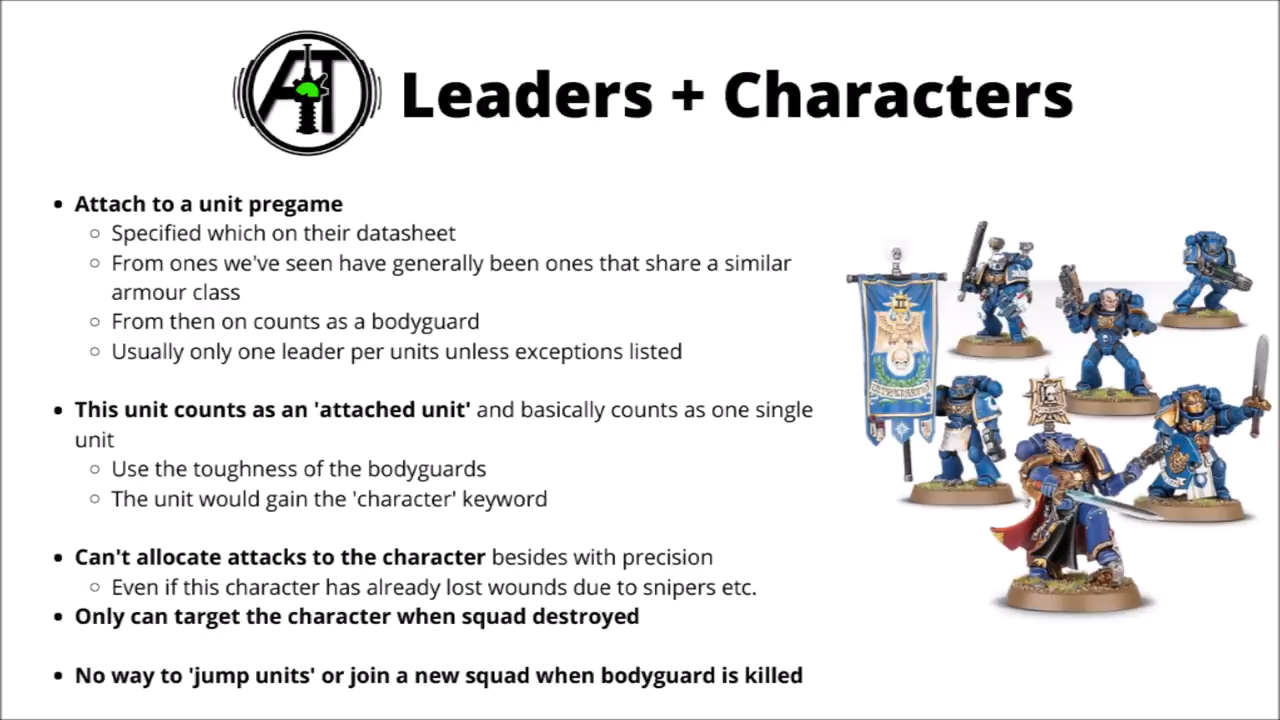 AT
Leaders + Characters
• Attach to a unit pregame
○ Specified which on their datasheet
○ From ones we've seen have generally been ones that share a similar
armour class
○ From then on counts as a bodyguard
○ Usually only one leader per units unless exceptions listed
• This unit counts as an 'attached unit' and basically counts as one single
unit
○ Use the toughness of the bodyguards
○ The unit would gain the 'character' keyword
• Can't allocate attacks to the character besides with precision
○ Even if this character has already lost wounds due to snipers etc.
• Only can target the character when squad destroyed
• No way to 'jump units' or join a new squad when bodyguard is killed